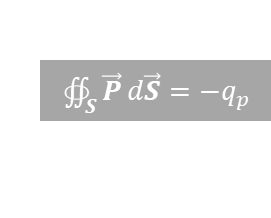 ∯_S P⃗ dS⃗ = −q_p